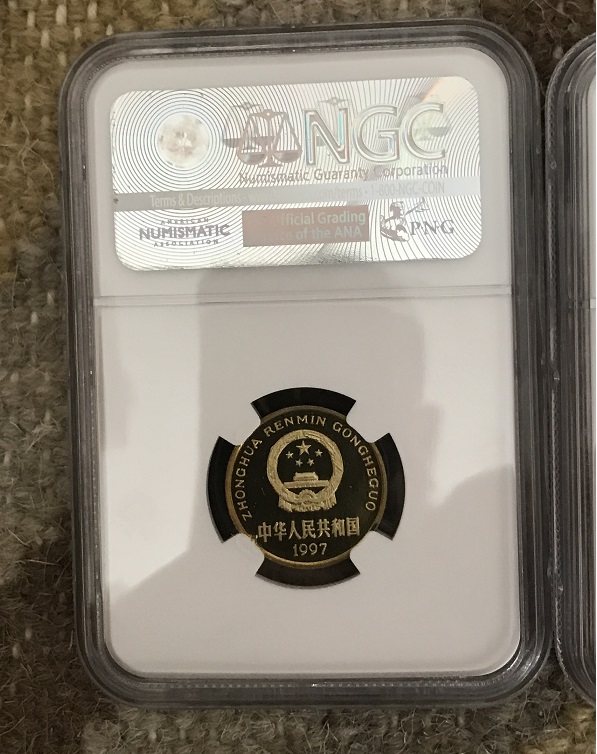 NGC
Numismatic Guaranty Corporation
Terms & Descriptions 1-800-NGC-COIN
AMERICAN
NUMISMATIC
ASSOCIATION
Official Grading
of the ANA
PNG
ZHONGHUA RENMIN GONGHEGUO
中华人民共和国
1997